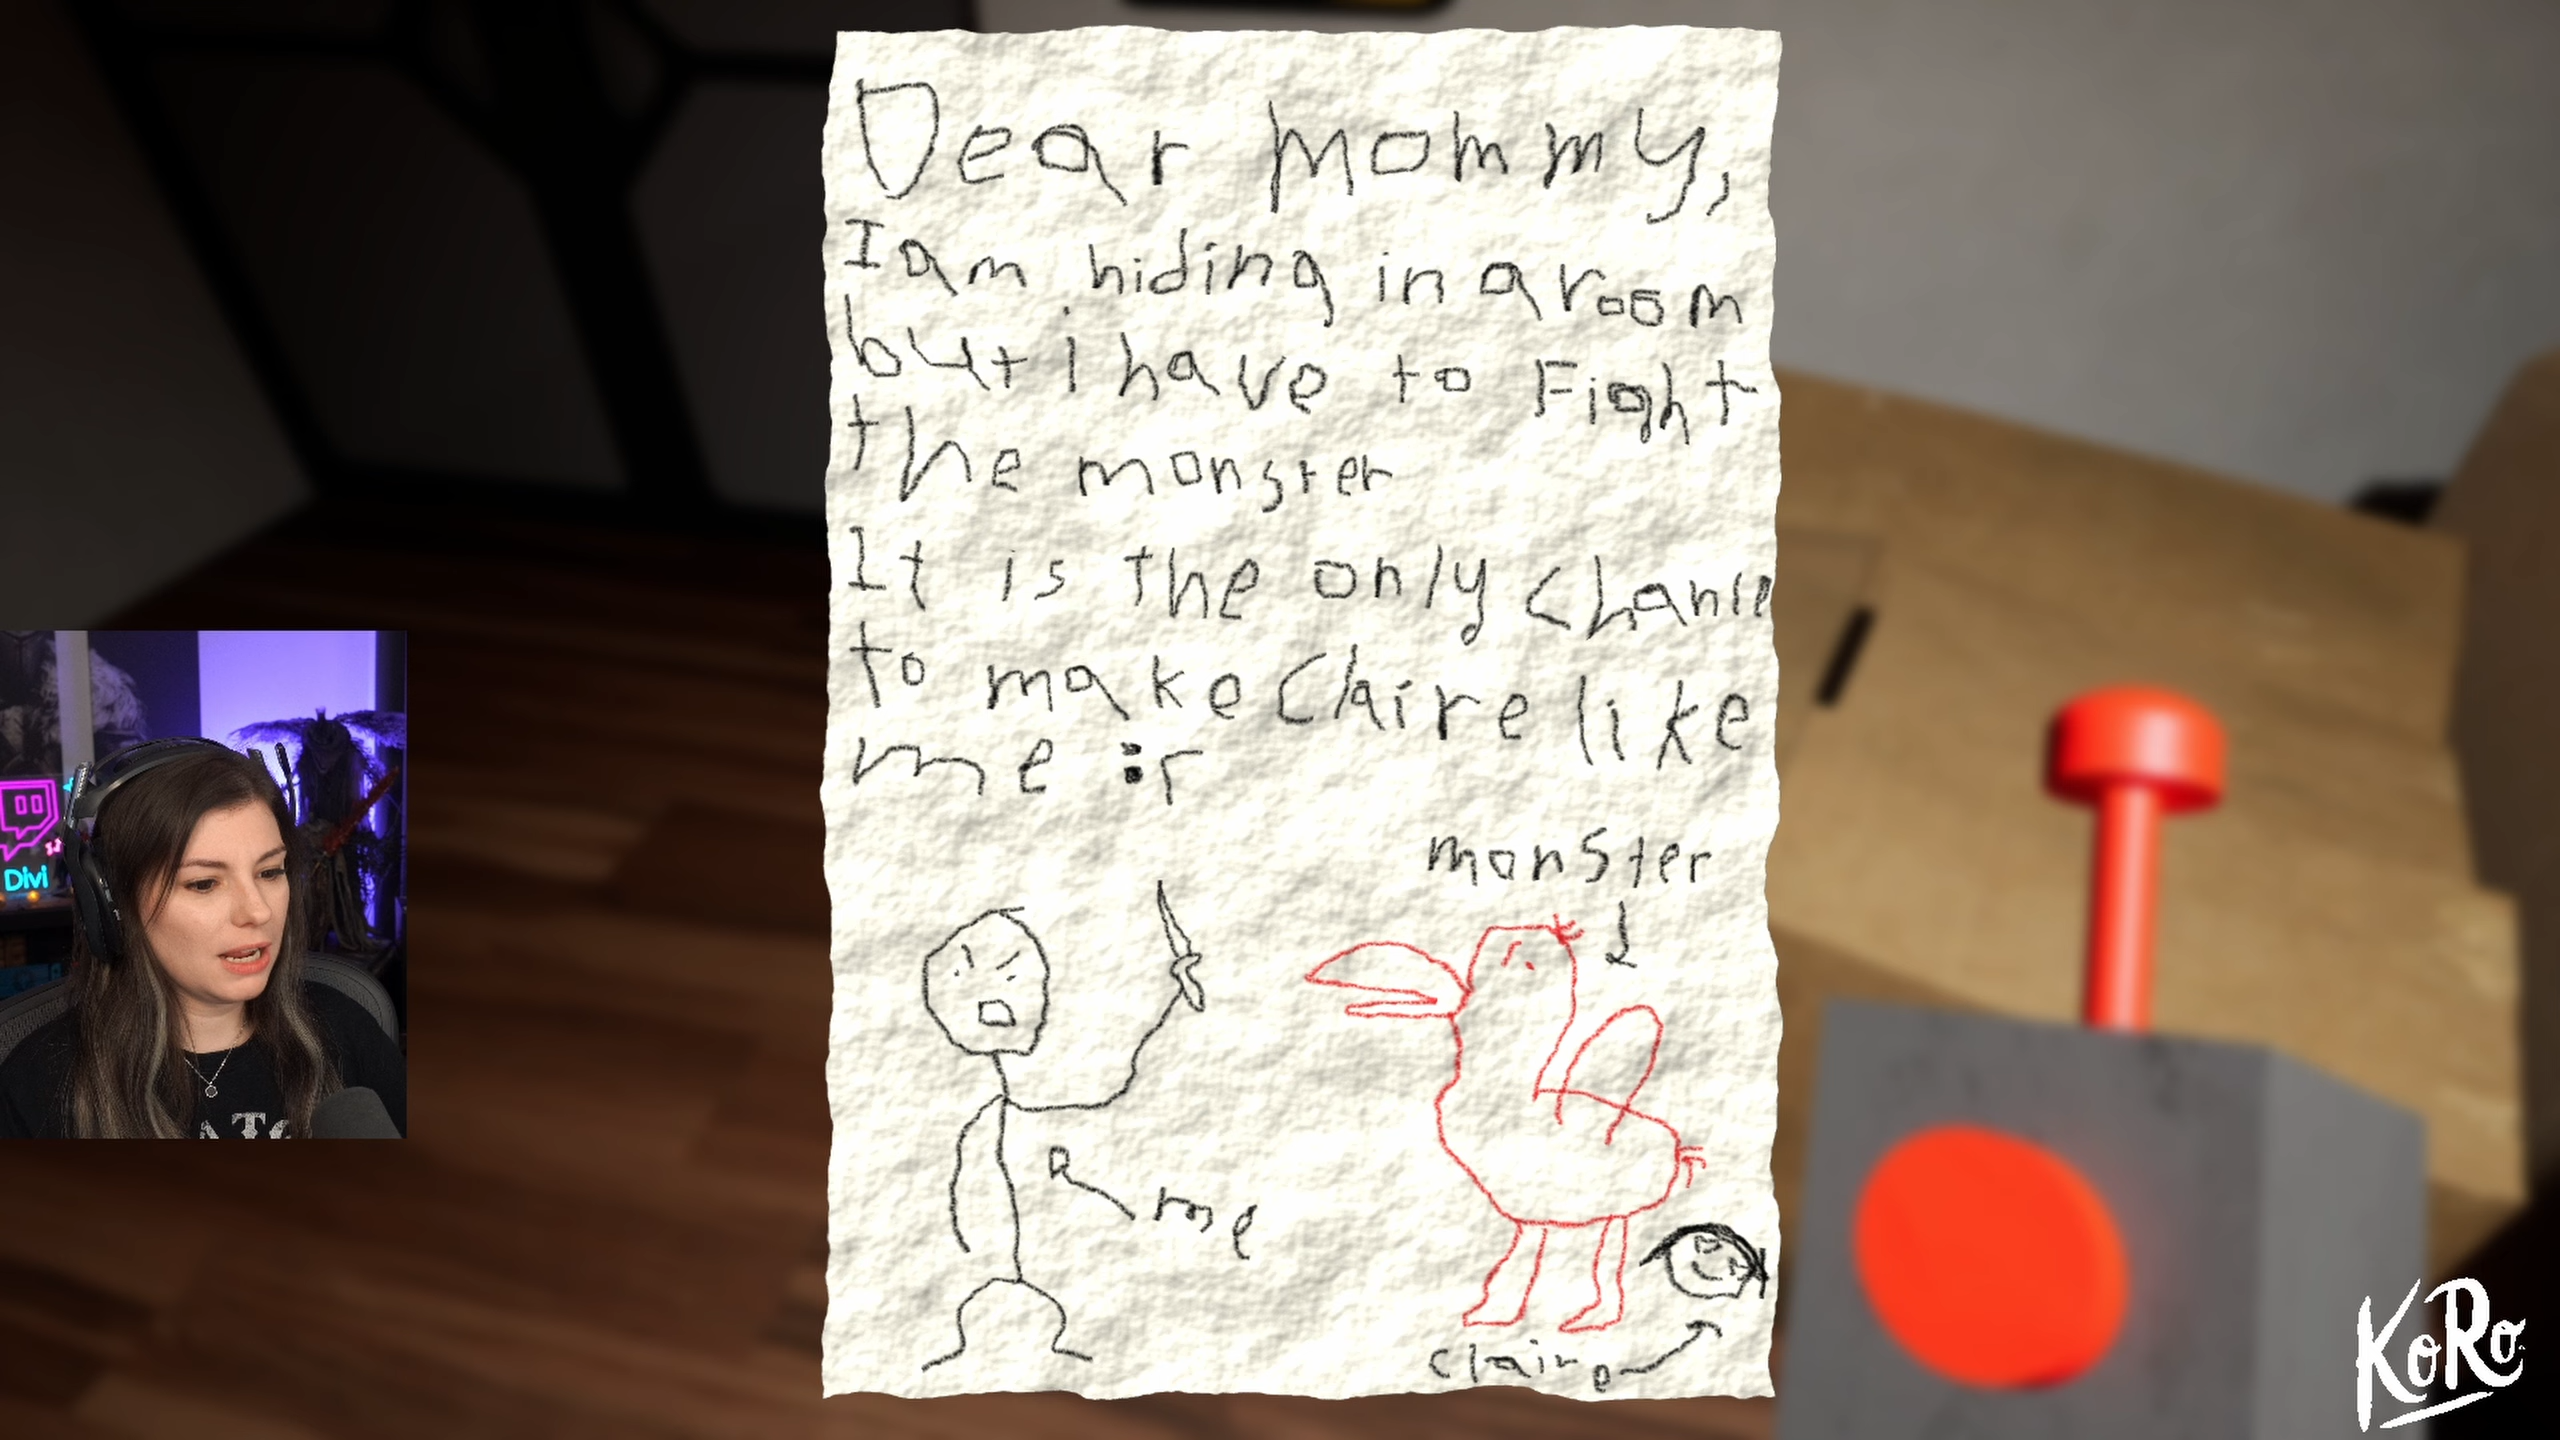 Dear Mommy,
I am hiding in a room
but i have to Fight
the monster
It is the only Chance
to make Claire like
me :r
monster
me
claire
Divi
KoRo